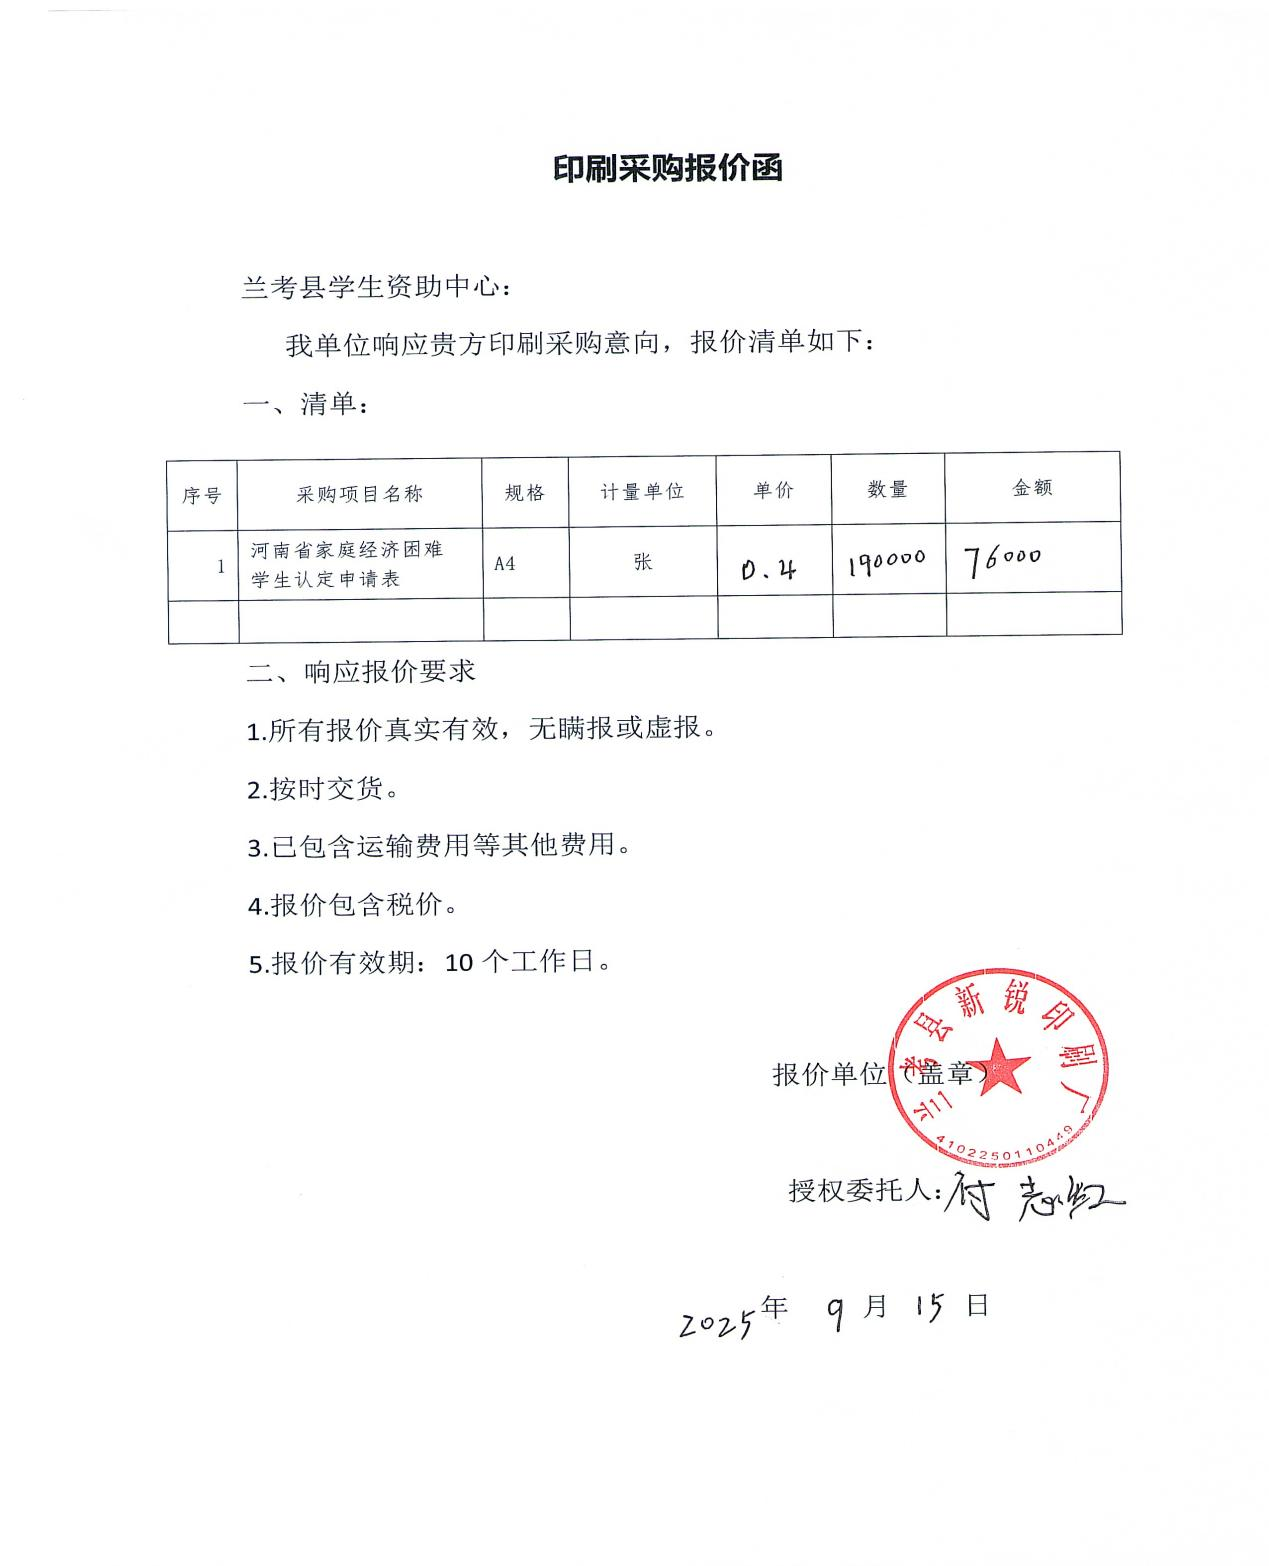 印刷采购报价函
兰考县学生资助中心：
我单位响应贵方印刷采购意向，报价清单如下：
一、清单：
序号 采购项目名称 规格 计量单位 单价 数量 金额
1 河南省家庭经济困难 A4 张 0.4 190000 76000
学生认定申请表
二、响应报价要求
1.所有报价真实有效，无瞒报或虚报。
2.按时交货。
3.已包含运输费用等其他费用。
4.报价包含税价。
5.报价有效期：10 个工作日。
兰考县新锐印刷厂
报价单位（盖章）
4102250110449
授权委托人：付志红
2025年 9月 15日